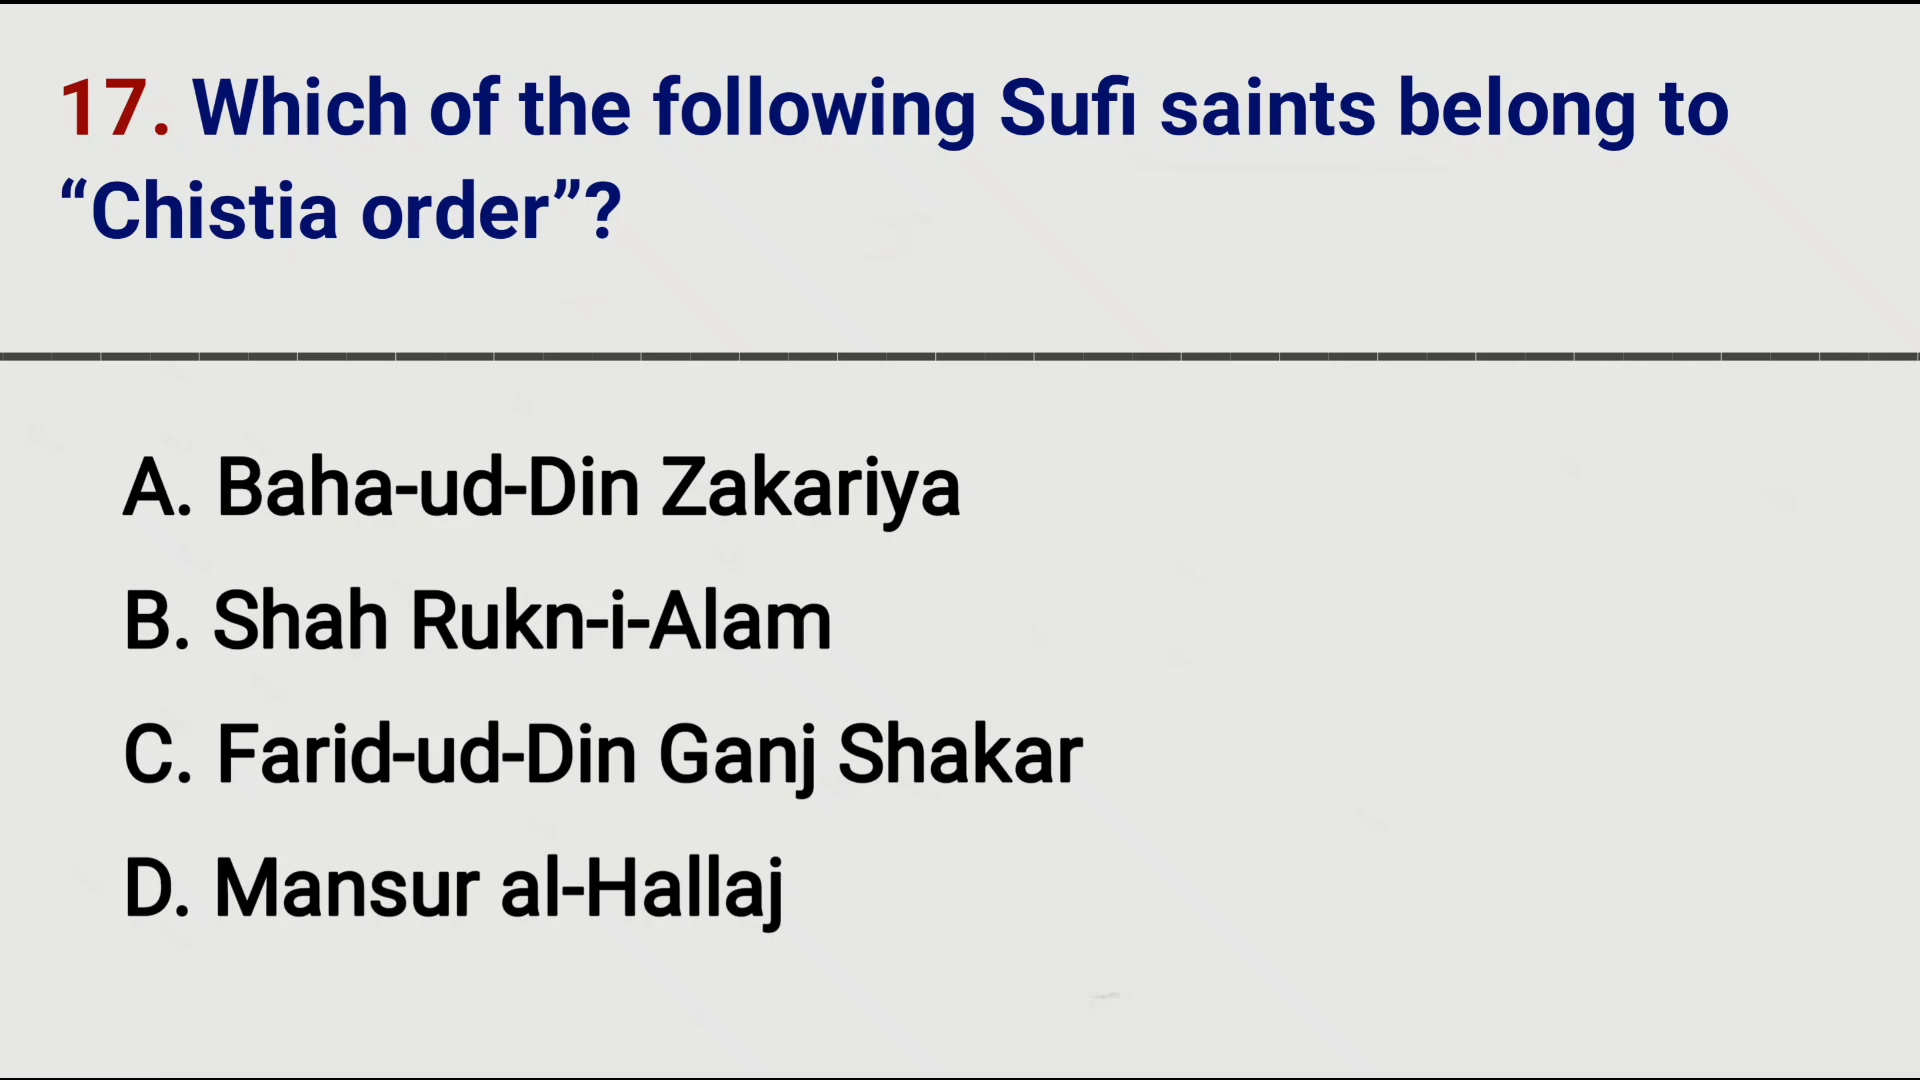 17. Which of the following Sufi saints belong to
“Chistia order”?
A. Baha-ud-Din Zakariya
B. Shah Rukn-i-Alam
C. Farid-ud-Din Ganj Shakar
D. Mansur al-Hallaj